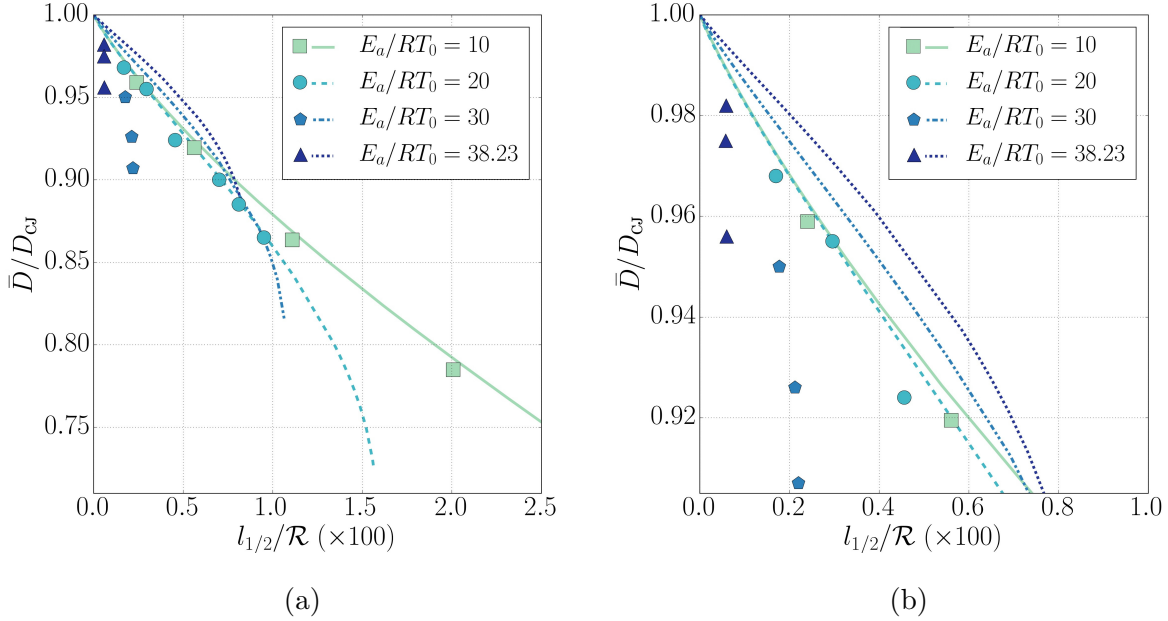 1.00
0.95
0.90
0.85
0.80
0.75
D̄/D_CJ
E_a/RT_0 = 10
E_a/RT_0 = 20
E_a/RT_0 = 30
E_a/RT_0 = 38.23
0.0 0.5 1.0 1.5 2.0 2.5
l_{1/2}/ℛ (×100)
(a)
1.00
0.98
0.96
0.94
0.92
D̄/D_CJ
E_a/RT_0 = 10
E_a/RT_0 = 20
E_a/RT_0 = 30
E_a/RT_0 = 38.23
0.0 0.2 0.4 0.6 0.8 1.0
l_{1/2}/ℛ (×100)
(b)